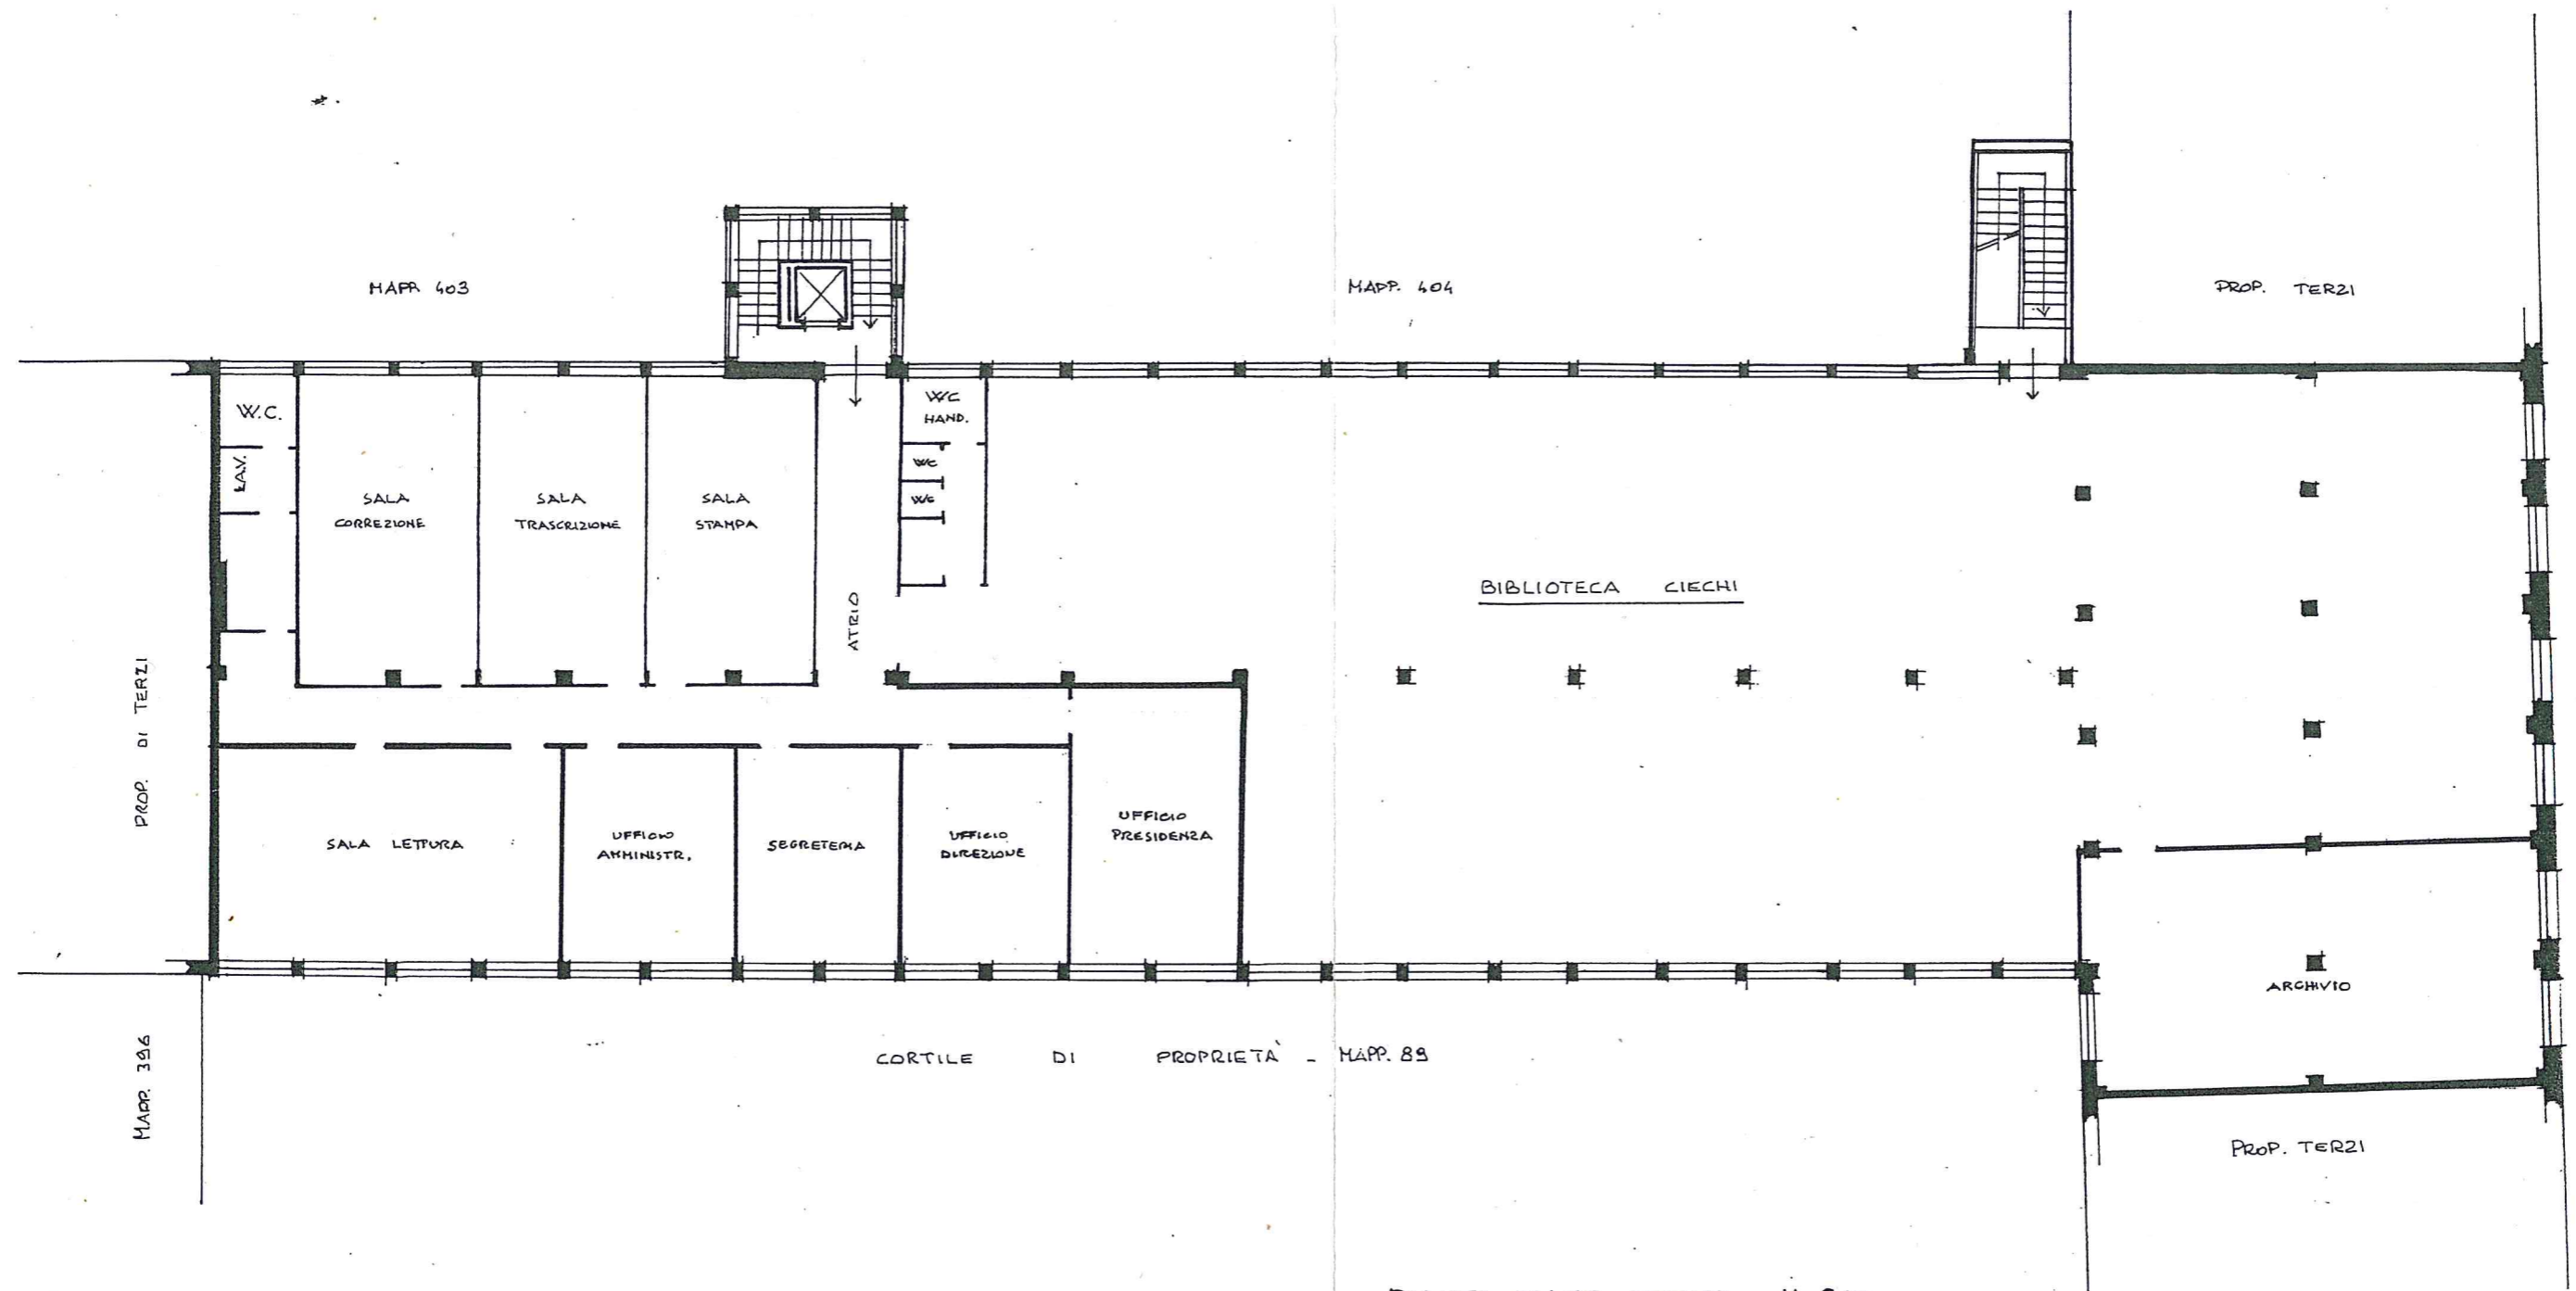 MAPP. 403
MAPP. 404
PROP. TERZI
W.C.
LAV.
WC
HAND.
WC
WC
SALA
CORREZIONE
SALA
TRASCRIZIONE
SALA
STAMPA
ATRIO
BIBLIOTECA CIECHI
PROP. DI TERZI
SALA LETTURA
UFFICIO
AMMINISTR.
SEGRETERIA
UFFICIO
DIREZIONE
UFFICIO
PRESIDENZA
ARCHIVIO
MAPP. 396
CORTILE DI PROPRIETÀ - MAPP. 89
PROP. TERZI